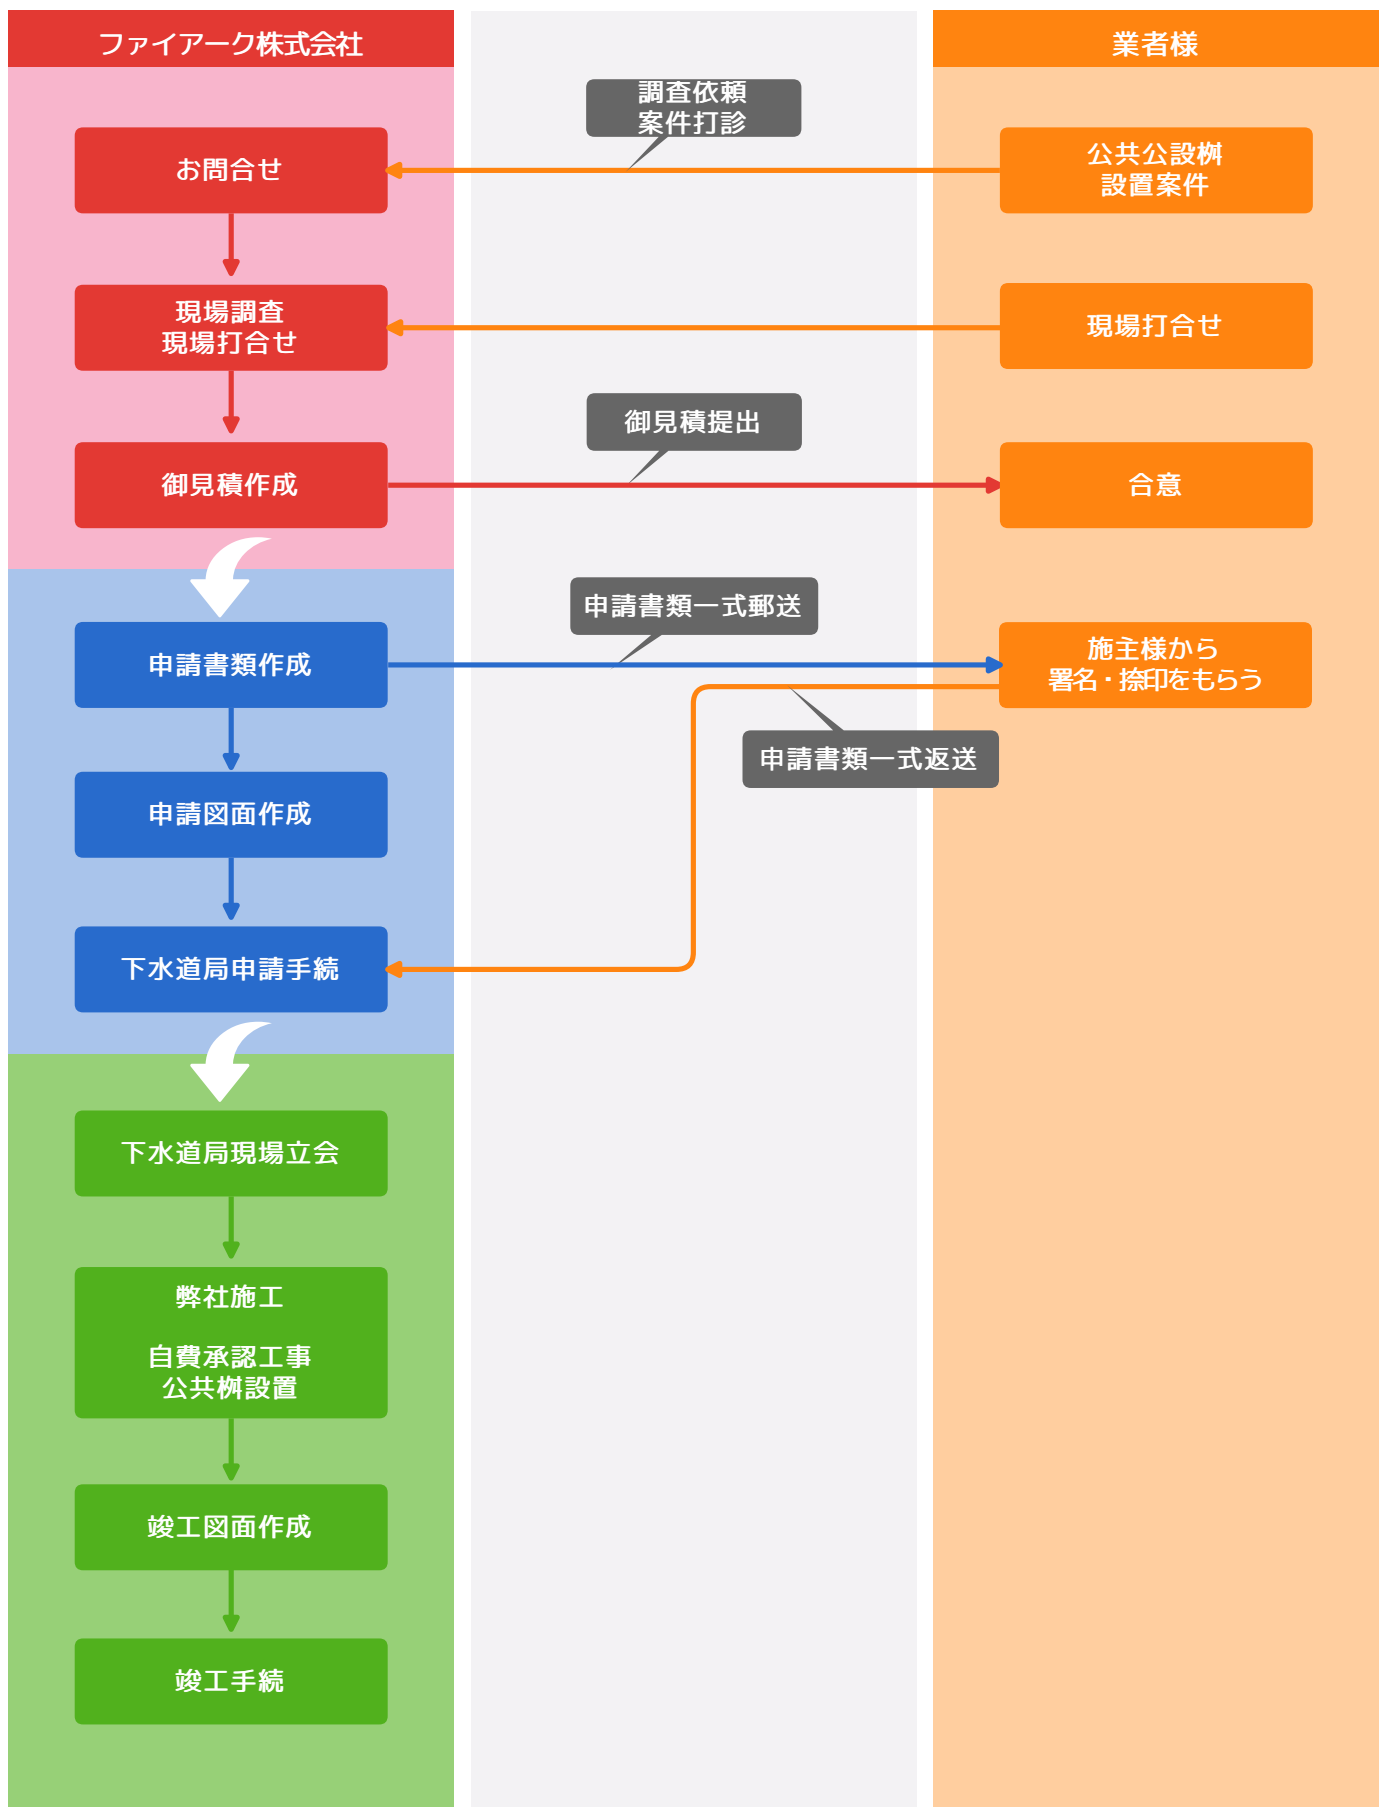 ファイアーク株式会社
業者様
調査依頼
案件打診
お問合せ
公共公設桝
設置案件
現場調査
現場打合せ
現場打合せ
御見積提出
御見積作成
合意
申請書類一式郵送
申請書類作成
施主様から
署名・捺印をもらう
申請書類一式返送
申請図面作成
下水道局申請手続
下水道局現場立会
弊社施工
自費承認工事
公共桝設置
竣工図面作成
竣工手続